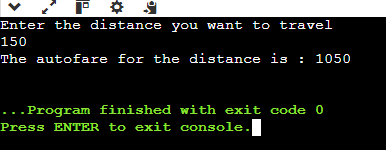 Enter the distance you want to travel
150
The autofare for the distance is : 1050
...Program finished with exit code 0
Press ENTER to exit console.